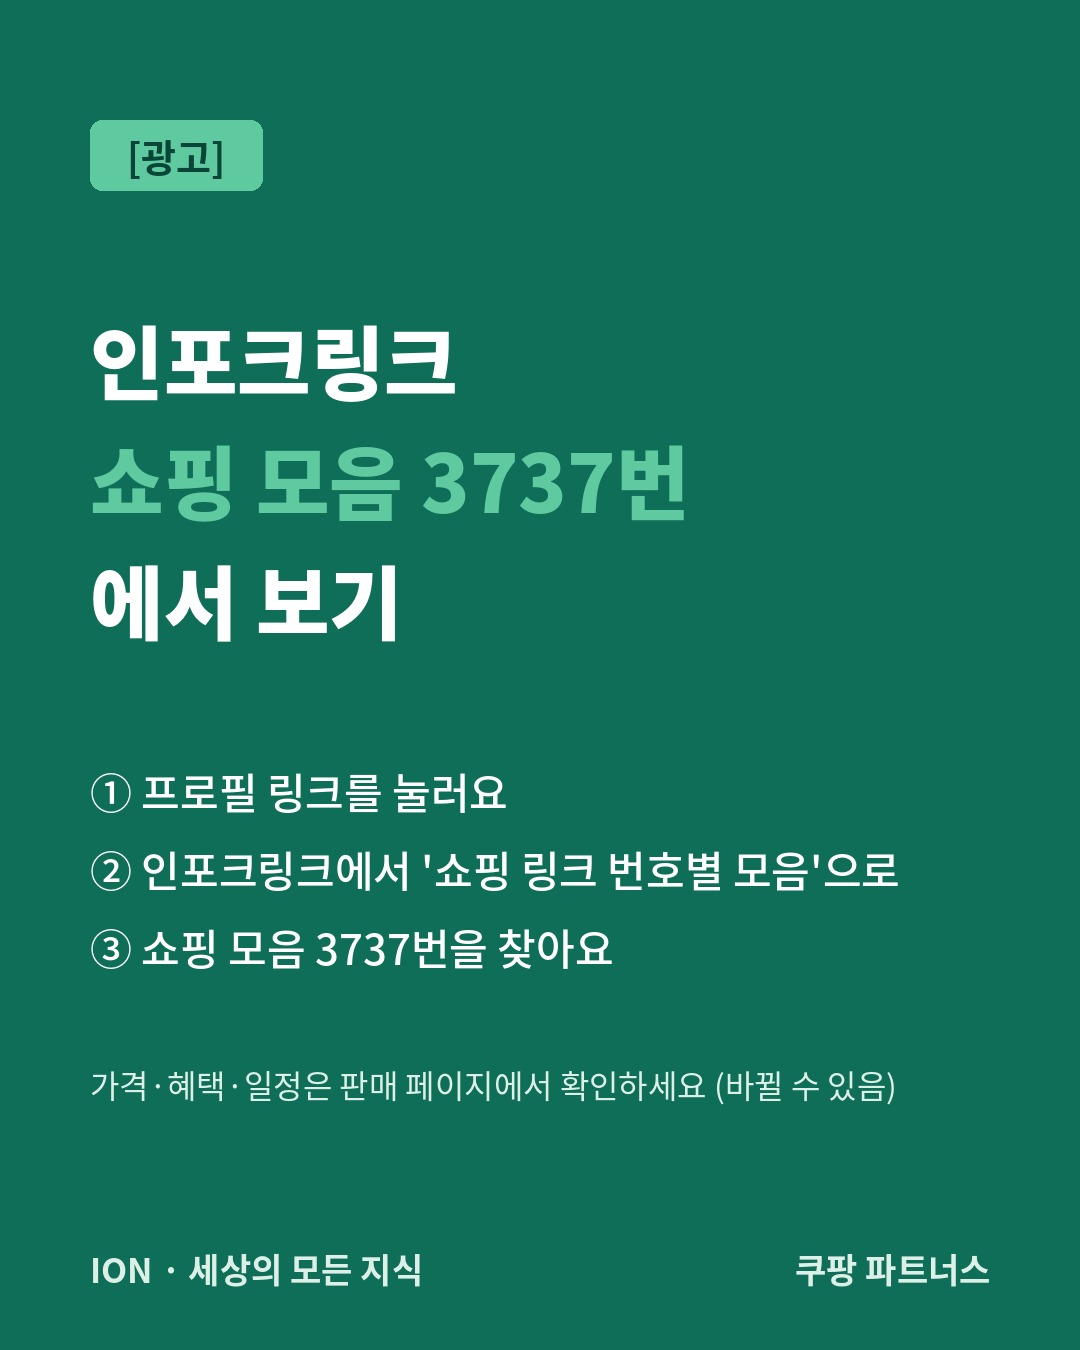 [광고]
인포크링크
쇼핑 모음 3737번
에서 보기
① 프로필 링크를 눌러요
② 인포크링크에서 '쇼핑 링크 번호별 모음'으로
③ 쇼핑 모음 3737번을 찾아요
가격·혜택·일정은 판매 페이지에서 확인하세요 (바뀔 수 있음)
ION · 세상의 모든 지식
쿠팡 파트너스